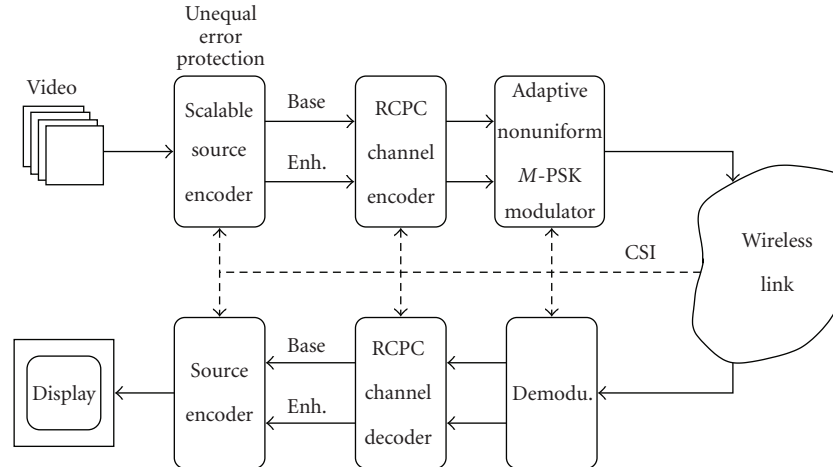 Unequal
error
protection
Video
Scalable
source
encoder
Base
Enh.
RCPC
channel
encoder
Adaptive
nonuniform
M-PSK
modulator
CSI
Wireless
link
Display
Source
encoder
Base
Enh.
RCPC
channel
decoder
Demodu.